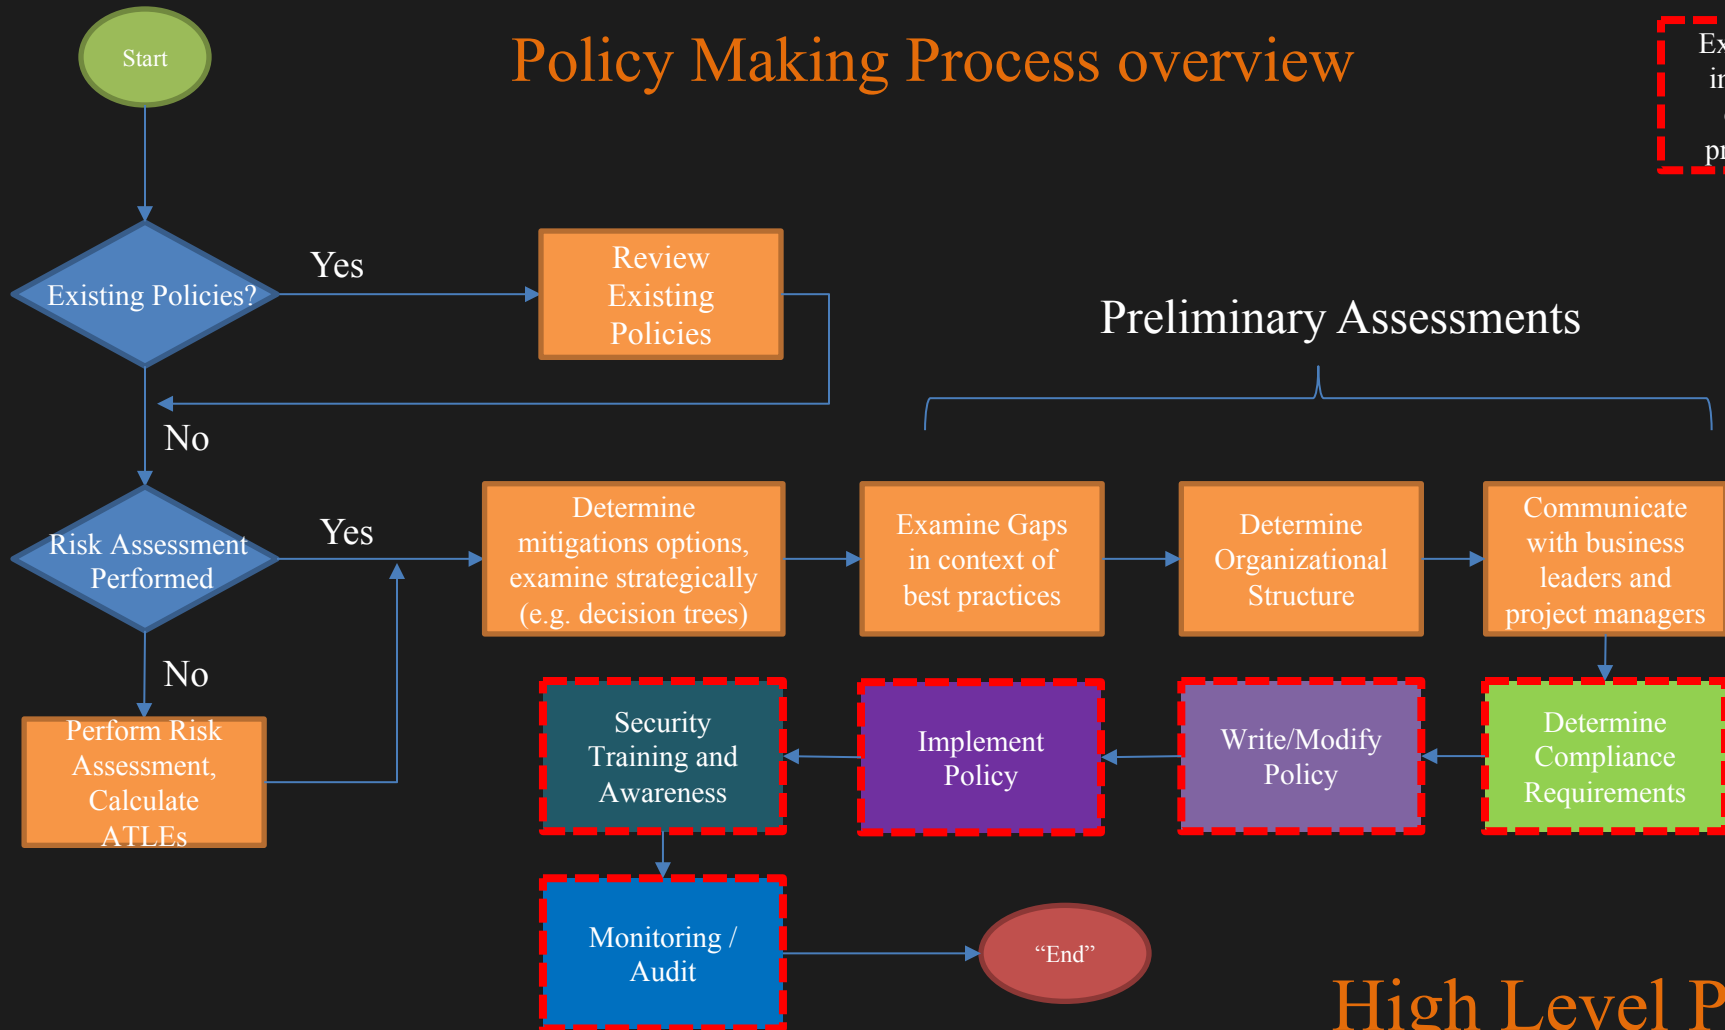 Start
Policy Making Process overview
Existing Policies?
Yes
Review
Existing
Policies
No
Preliminary Assessments
Risk Assessment
Performed
Yes
Determine
mitigations options,
examine strategically
(e.g. decision trees)
Examine Gaps
in context of
best practices
Determine
Organizational
Structure
Communicate
with business
leaders and
project managers
No
Perform Risk
Assessment,
Calculate
ATLEs
Security
Training and
Awareness
Implement
Policy
Write/Modify
Policy
Determine
Compliance
Requirements
Monitoring /
Audit
“End”
High Level